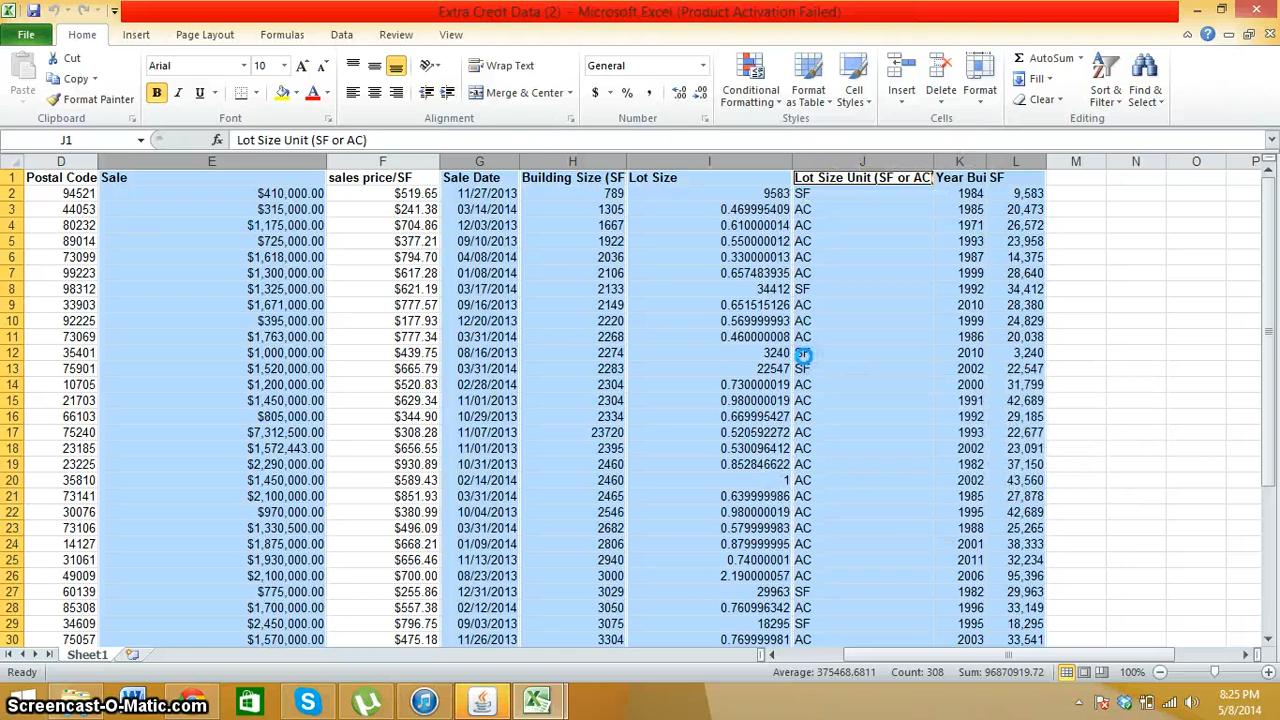 Extra Credt Data (2) - Microsoft Excel (Product Activation Failed)
File Home Insert Page Layout Formulas Data Review View
Cut
Copy
Format Painter
Paste
Clipboard
Arial 10
B I U
Font
Wrap Text
Merge & Center
Alignment
General
$ % ,
Number
Conditional Formatting
Format as Table
Cell Styles
Styles
Insert Delete Format
Cells
AutoSum
Fill
Clear
Sort & Filter
Find & Select
Editing
J1 fx Lot Size Unit (SF or AC)
D E F G H I J K L M N O P
1 Postal Code Sale sales price/SF Sale Date Building Size (SF Lot Size Lot Size Unit (SF or AC) Year Bui SF
2 94521 $410,000.00 $519.65 11/27/2013 789 9583 SF 1984 9,583
3 44053 $315,000.00 $241.38 03/14/2014 1305 0.469995409 AC 1985 20,473
4 80232 $1,175,000.00 $704.86 12/03/2013 1667 0.610000014 AC 1971 26,572
5 89014 $725,000.00 $377.21 09/10/2013 1922 0.550000012 AC 1993 23,958
6 73099 $1,618,000.00 $794.70 04/08/2014 2036 0.330000013 AC 1987 14,375
7 99223 $1,300,000.00 $617.28 01/08/2014 2106 0.657483935 AC 1999 28,640
8 98312 $1,325,000.00 $621.19 03/17/2014 2133 34412 SF 1992 34,412
9 33903 $1,671,000.00 $777.57 09/16/2013 2149 0.651515126 AC 2010 28,380
10 92225 $395,000.00 $177.93 12/20/2013 2220 0.569999993 AC 1999 24,829
11 71069 $1,763,000.00 $777.34 03/31/2014 2268 0.460000008 AC 1986 20,038
12 35401 $1,000,000.00 $439.75 08/16/2013 2274 3240 SF 2010 3,240
13 75901 $1,520,000.00 $665.79 03/31/2014 2283 22547 SF 2002 22,547
14 10705 $1,200,000.00 $520.83 02/28/2014 2304 0.730000019 AC 2000 31,799
15 21703 $1,450,000.00 $629.34 11/01/2013 2304 0.980000019 AC 1991 42,689
16 66103 $805,000.00 $344.90 10/29/2013 2334 0.669995427 AC 1992 29,185
17 75240 $7,312,500.00 $308.28 11/01/2013 23720 0.520592272 AC 1993 22,677
18 23185 $1,572,443.00 $656.55 11/01/2013 2395 0.530096412 AC 2002 23,091
19 23225 $2,290,000.00 $930.89 10/31/2013 2460 0.852846622 AC 1982 37,150
20 35810 $1,450,000.00 $589.43 02/14/2014 2460 1 AC 2002 43,560
21 73141 $2,100,000.00 $851.93 03/31/2014 2465 0.639999986 AC 1985 27,878
22 30076 $970,000.00 $380.99 10/04/2013 2546 0.980000019 AC 1995 42,689
23 73106 $1,330,500.00 $496.09 03/31/2014 2682 0.579999983 AC 1988 25,265
24 14127 $1,875,000.00 $668.21 01/09/2014 2806 0.879999995 AC 2001 38,333
25 31061 $1,930,000.00 $656.46 11/13/2013 2940 0.74000001 AC 2011 32,234
26 49009 $2,100,000.00 $700.00 08/23/2013 3000 2.190000057 AC 2006 95,396
27 60139 $775,000.00 $255.86 12/31/2013 3029 29963 SF 1982 29,963
28 85308 $1,700,000.00 $557.38 02/12/2014 3050 0.760996342 AC 1996 33,149
29 34609 $2,450,000.00 $796.75 09/03/2013 3075 18295 SF 1995 18,295
30 75057 $1,570,000.00 $475.18 11/26/2013 3304 0.769999981 AC 2003 33,541
Sheet1
Ready Average: 375468.6811 Count: 308 Sum: 96870919.72 100%
Screencast-O-Matic.com
8:25 PM
5/8/2014